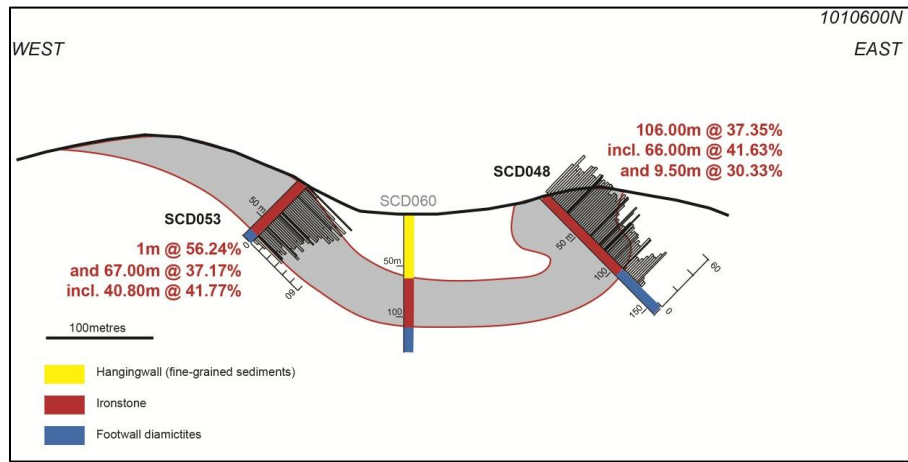 1010600N
WEST
EAST
106.00m @ 37.35%
incl. 66.00m @ 41.63%
and 9.50m @ 30.33%
SCD048
SCD060
50 m
SCD053
0
60
1m @ 56.24%
and 67.00m @ 37.17%
incl. 40.80m @ 41.77%
50m
100
50 m
100
150
0
60
100metres
Hangingwall (fine-grained sediments)
Ironstone
Footwall diamictites